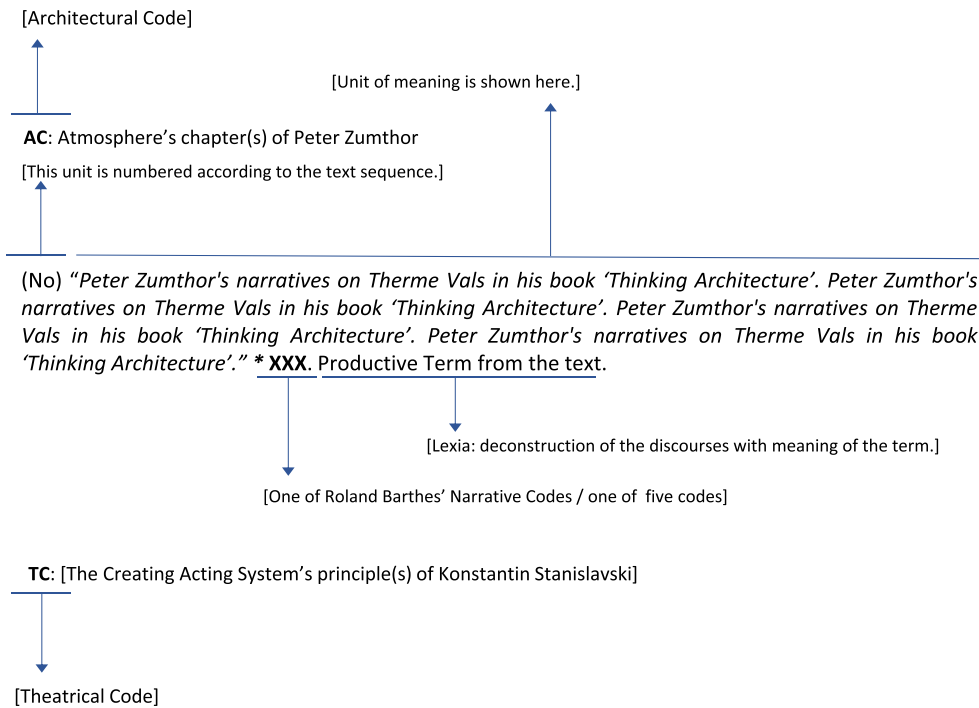 [Architectural Code]
[Unit of meaning is shown here.]
AC: Atmosphere’s chapter(s) of Peter Zumthor
[This unit is numbered according to the text sequence.]
(No) “Peter Zumthor's narratives on Therme Vals in his book ‘Thinking Architecture’. Peter Zumthor's
narratives on Therme Vals in his book ‘Thinking Architecture’. Peter Zumthor's narratives on Therme
Vals in his book ‘Thinking Architecture’. Peter Zumthor's narratives on Therme Vals in his book
‘Thinking Architecture’.” * XXX. Productive Term from the text.
[Lexia: deconstruction of the discourses with meaning of the term.]
[One of Roland Barthes’ Narrative Codes / one of five codes]
TC: [The Creating Acting System’s principle(s) of Konstantin Stanislavski]
[Theatrical Code]